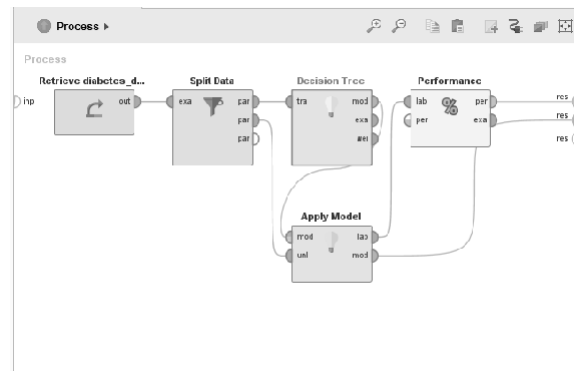 Process
Process
Retrieve diabetes_d...
Split Data
Decision Tree
Performance
inp
out
exa
par
par
par
tra
mod
exa
wei
lab
per
per
exa
res
res
res
Apply Model
mod
lab
unl
mod